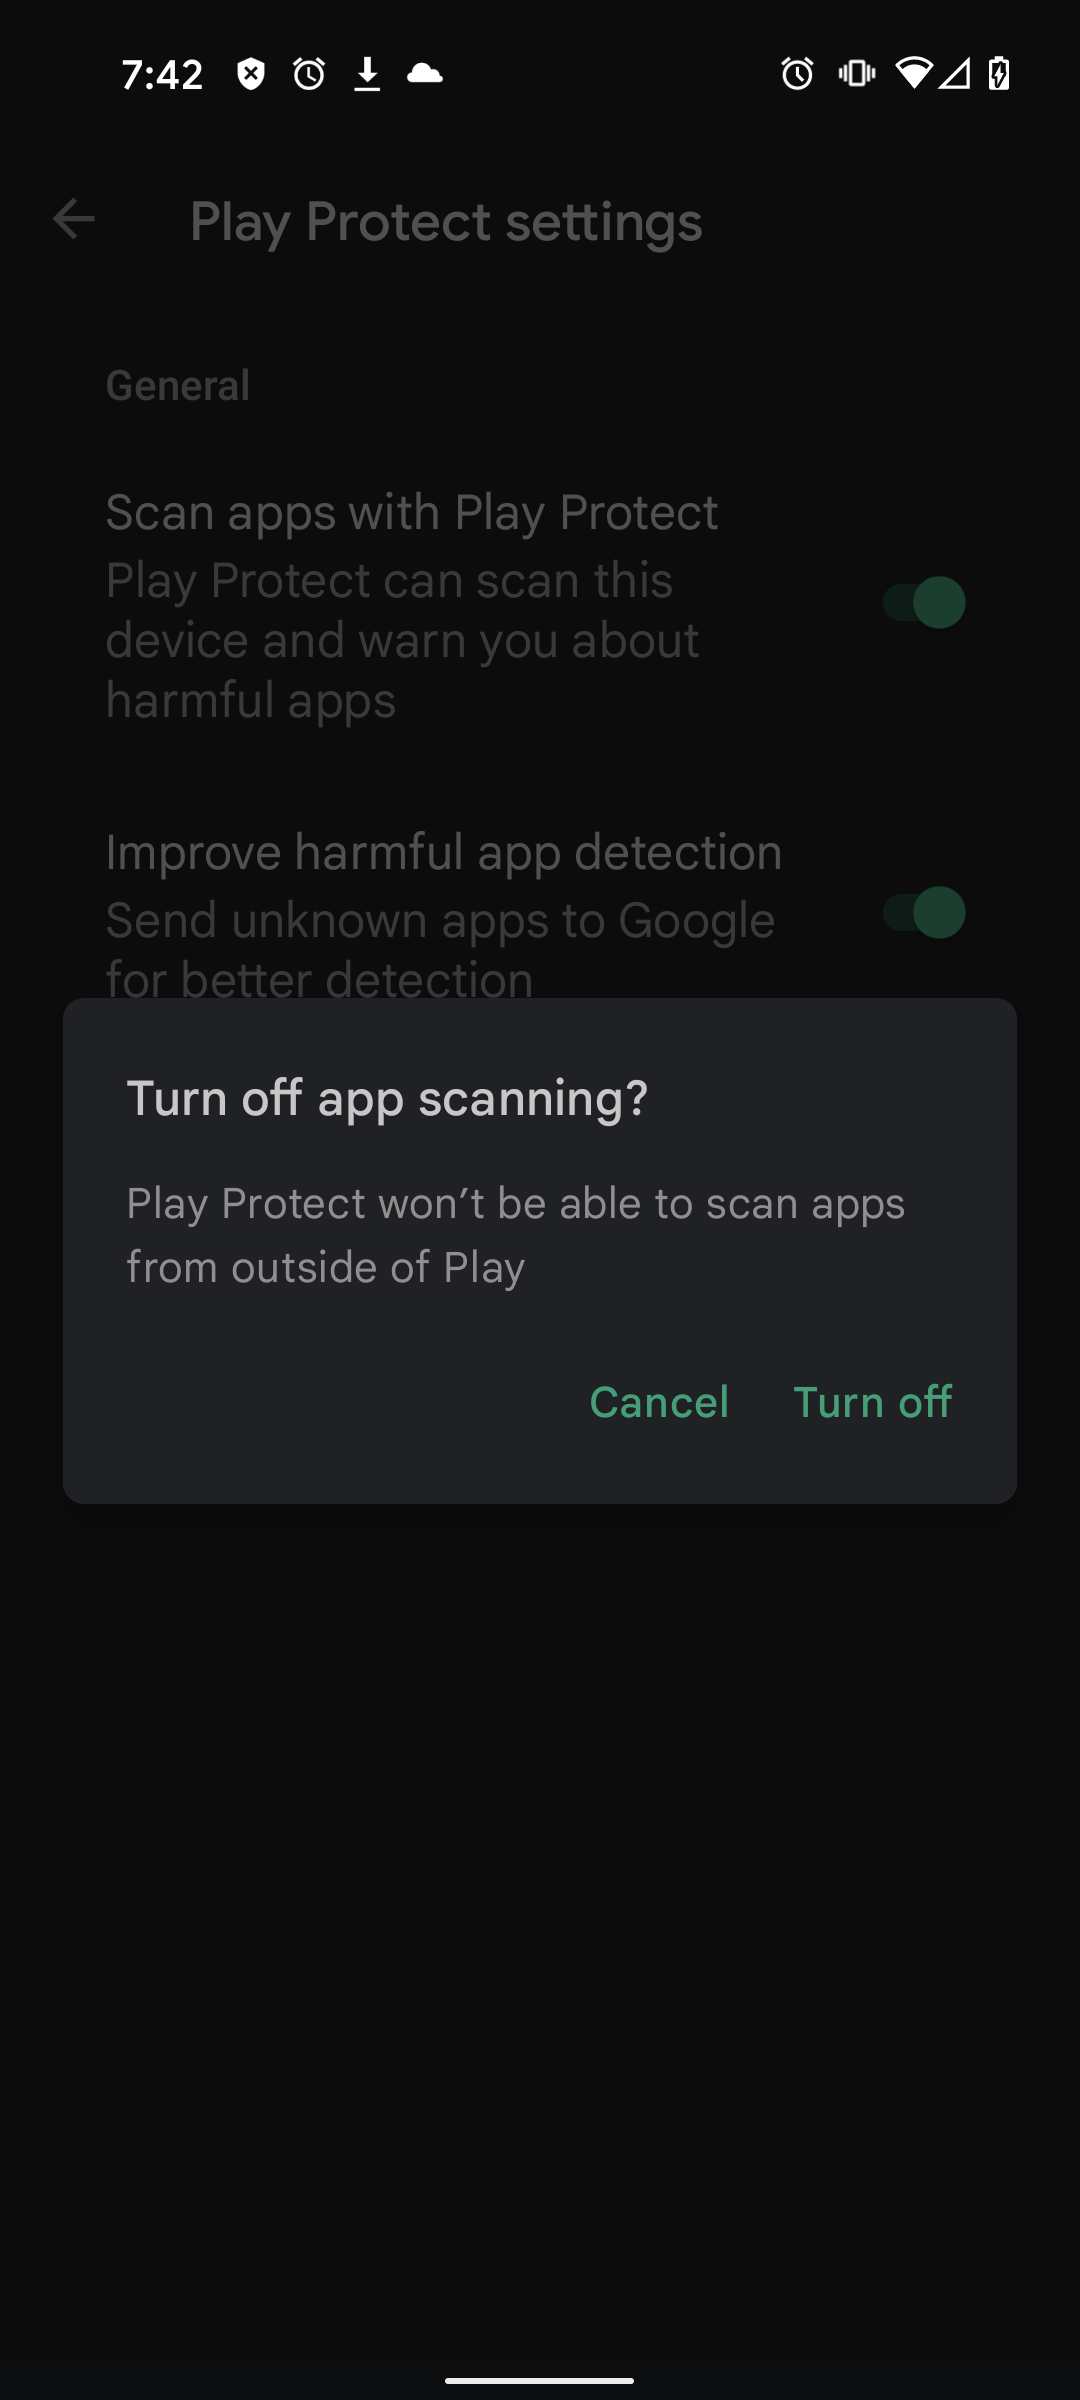 7:42
Play Protect settings
General
Scan apps with Play Protect
Play Protect can scan this
device and warn you about
harmful apps
Improve harmful app detection
Send unknown apps to Google
for better detection
Turn off app scanning?
Play Protect won’t be able to scan apps
from outside of Play
Cancel Turn off